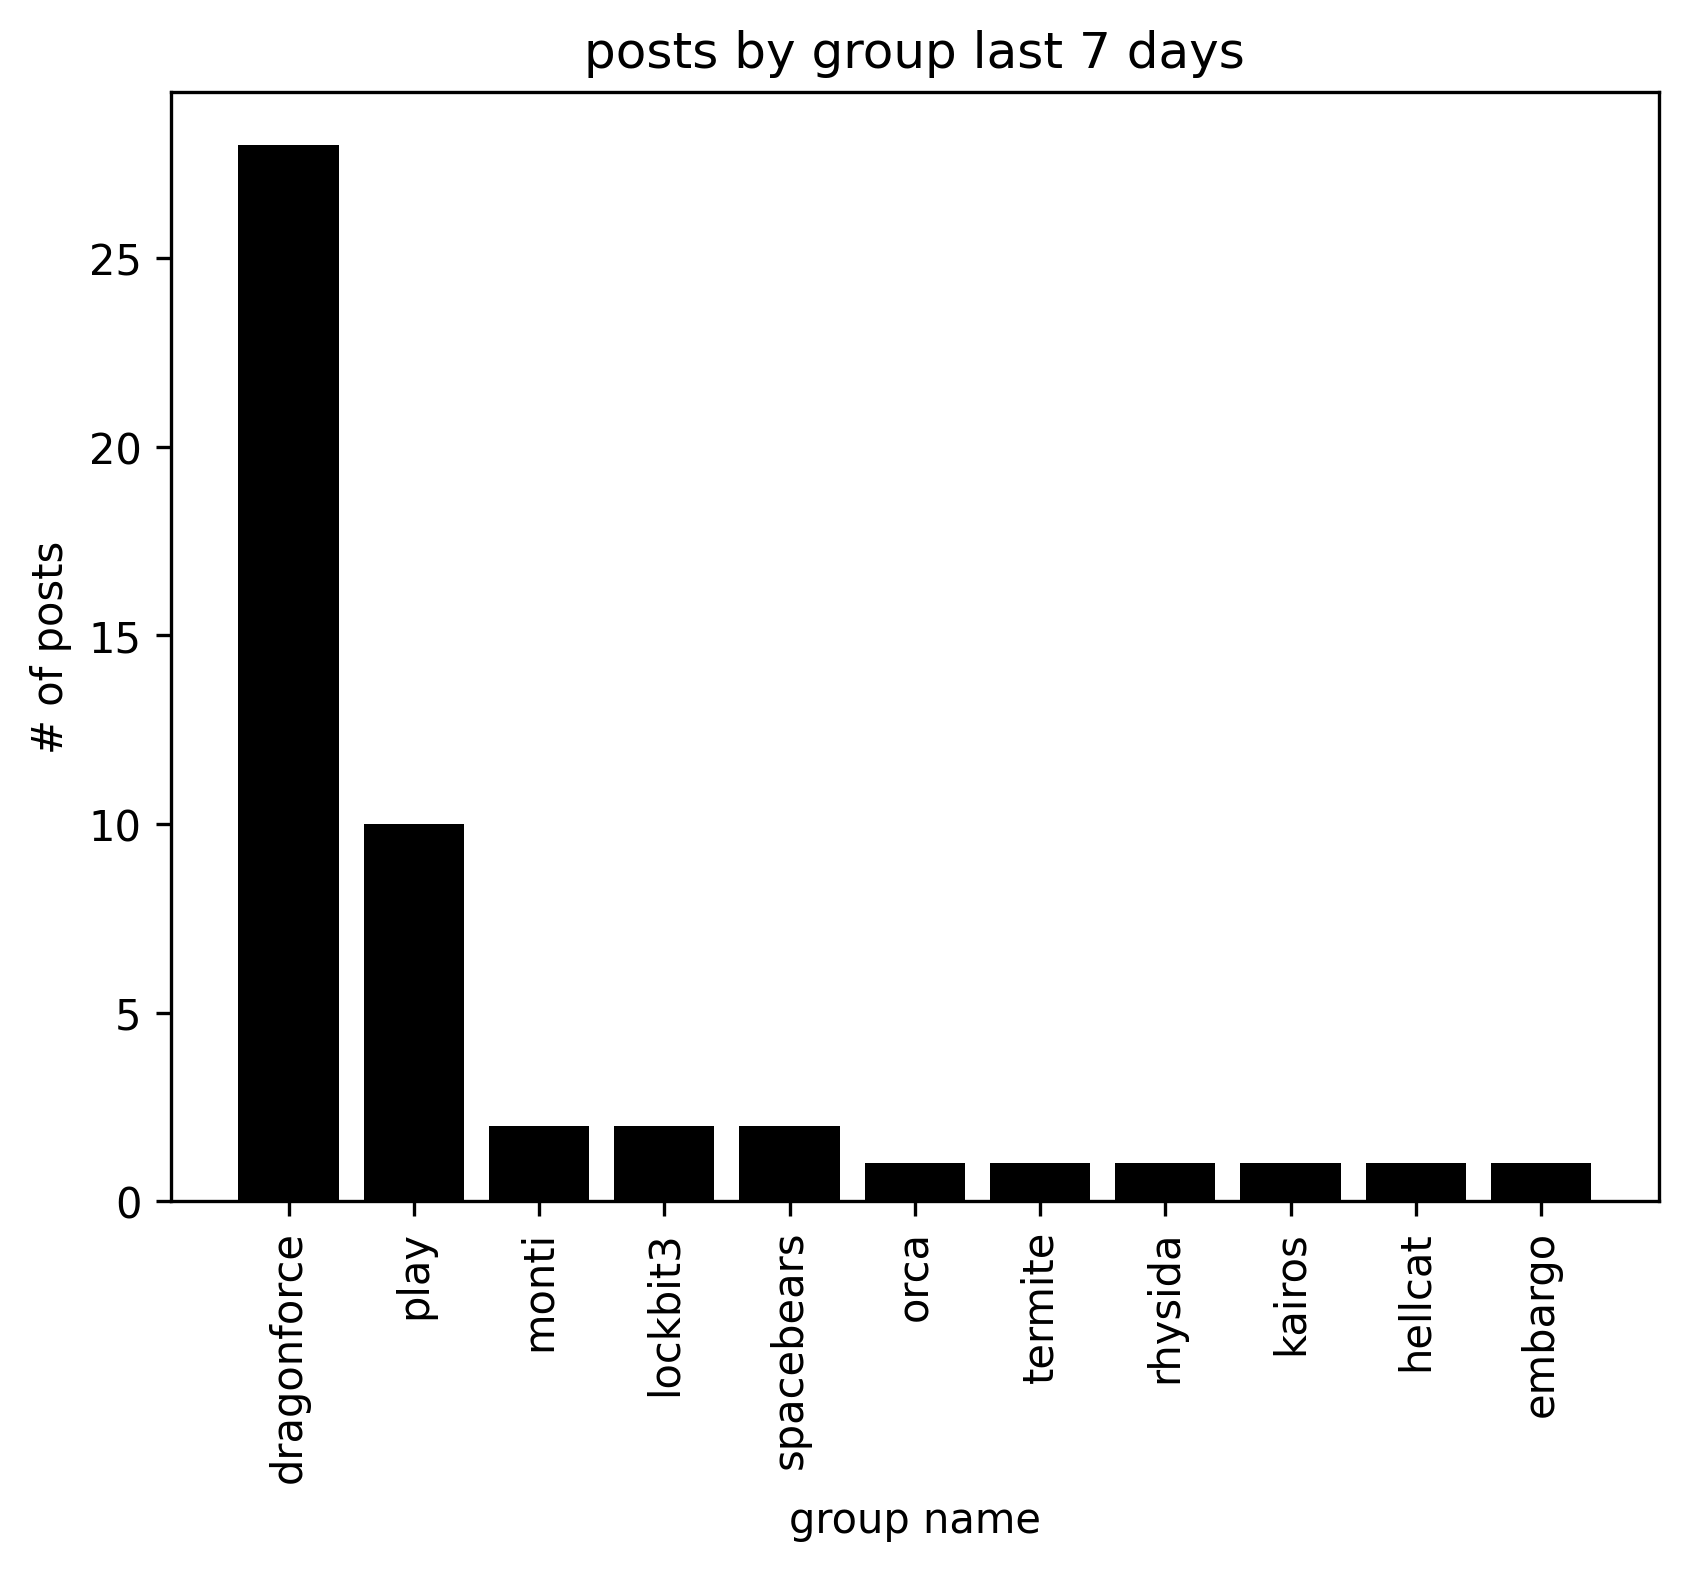 posts by group last 7 days
# of posts
25
20
15
10
5
0
dragonforce
play
monti
lockbit3
spacebears
orca
termite
rhysida
kairos
hellcat
embargo
group name